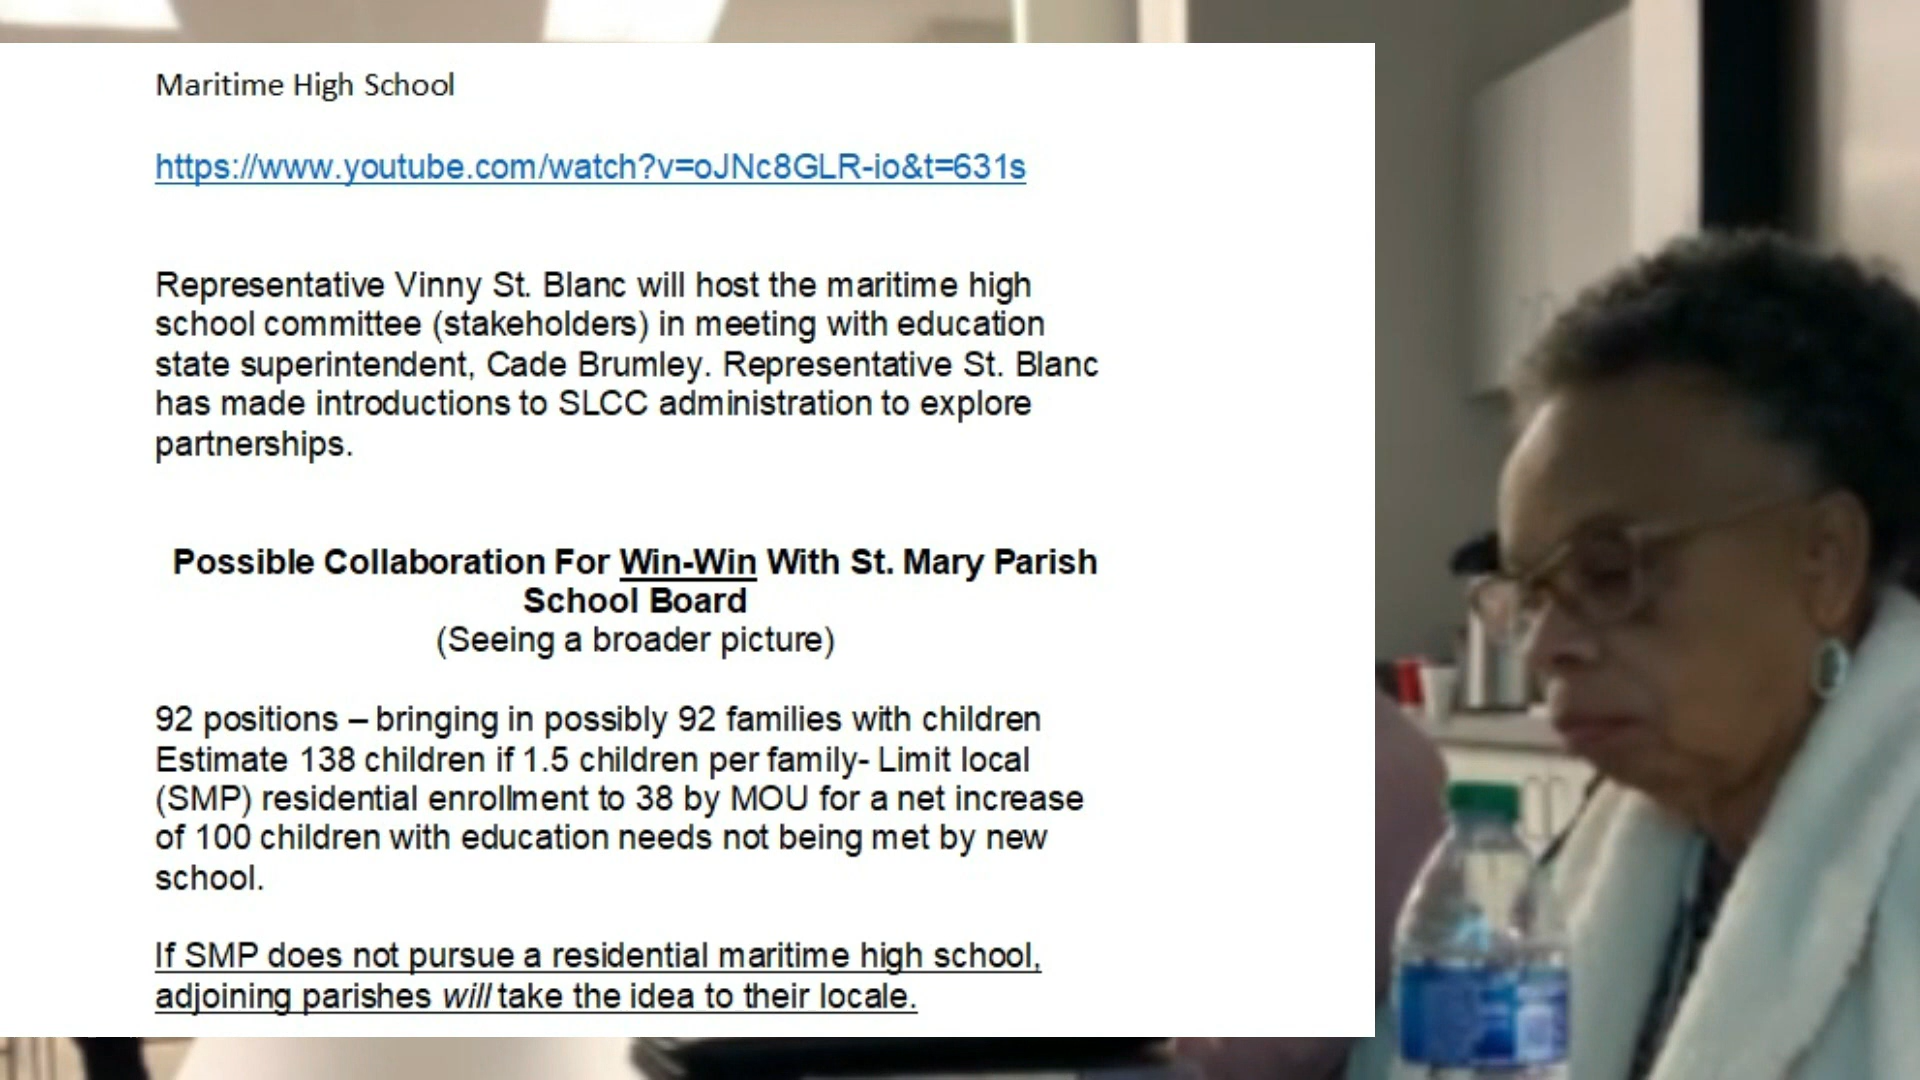 Maritime High School
https://www.youtube.com/watch?v=oJNc8GLR-io&t=631s
Representative Vinny St. Blanc will host the maritime high
school committee (stakeholders) in meeting with education
state superintendent, Cade Brumley. Representative St. Blanc
has made introductions to SLCC administration to explore
partnerships.
Possible Collaboration For Win-Win With St. Mary Parish
School Board
(Seeing a broader picture)
92 positions – bringing in possibly 92 families with children
Estimate 138 children if 1.5 children per family- Limit local
(SMP) residential enrollment to 38 by MOU for a net increase
of 100 children with education needs not being met by new
school.
If SMP does not pursue a residential maritime high school,
adjoining parishes will take the idea to their locale.